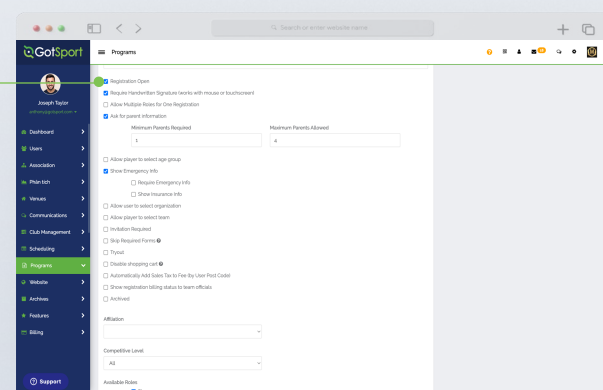 Search or enter website name
GotSport
Programs
Joseph Taylor
Dashboard
Users
Association
Phân tích
Venues
Communications
Club Management
Scheduling
Programs
Website
Archives
Features
Billing
Support
Registration Open
Require Handwritten Signature (works with mouse or touchscreen)
Allow Multiple Roles for One Registration
Ask for parent information
Minimum Parents Required Maximum Parents Allowed
1 4
Allow player to select age group
Show Emergency Info
Require Emergency Info
Show Insurance Info
Allow user to select organization
Allow player to select team
Invitation Required
Skip Required Forms
Tryout
Disable shopping cart
Automatically Add Sales Tax to Fee (by User Post Code)
Show registration billing status to team officials
Archived
Affiliation
Competitive Level
All
Available Roles